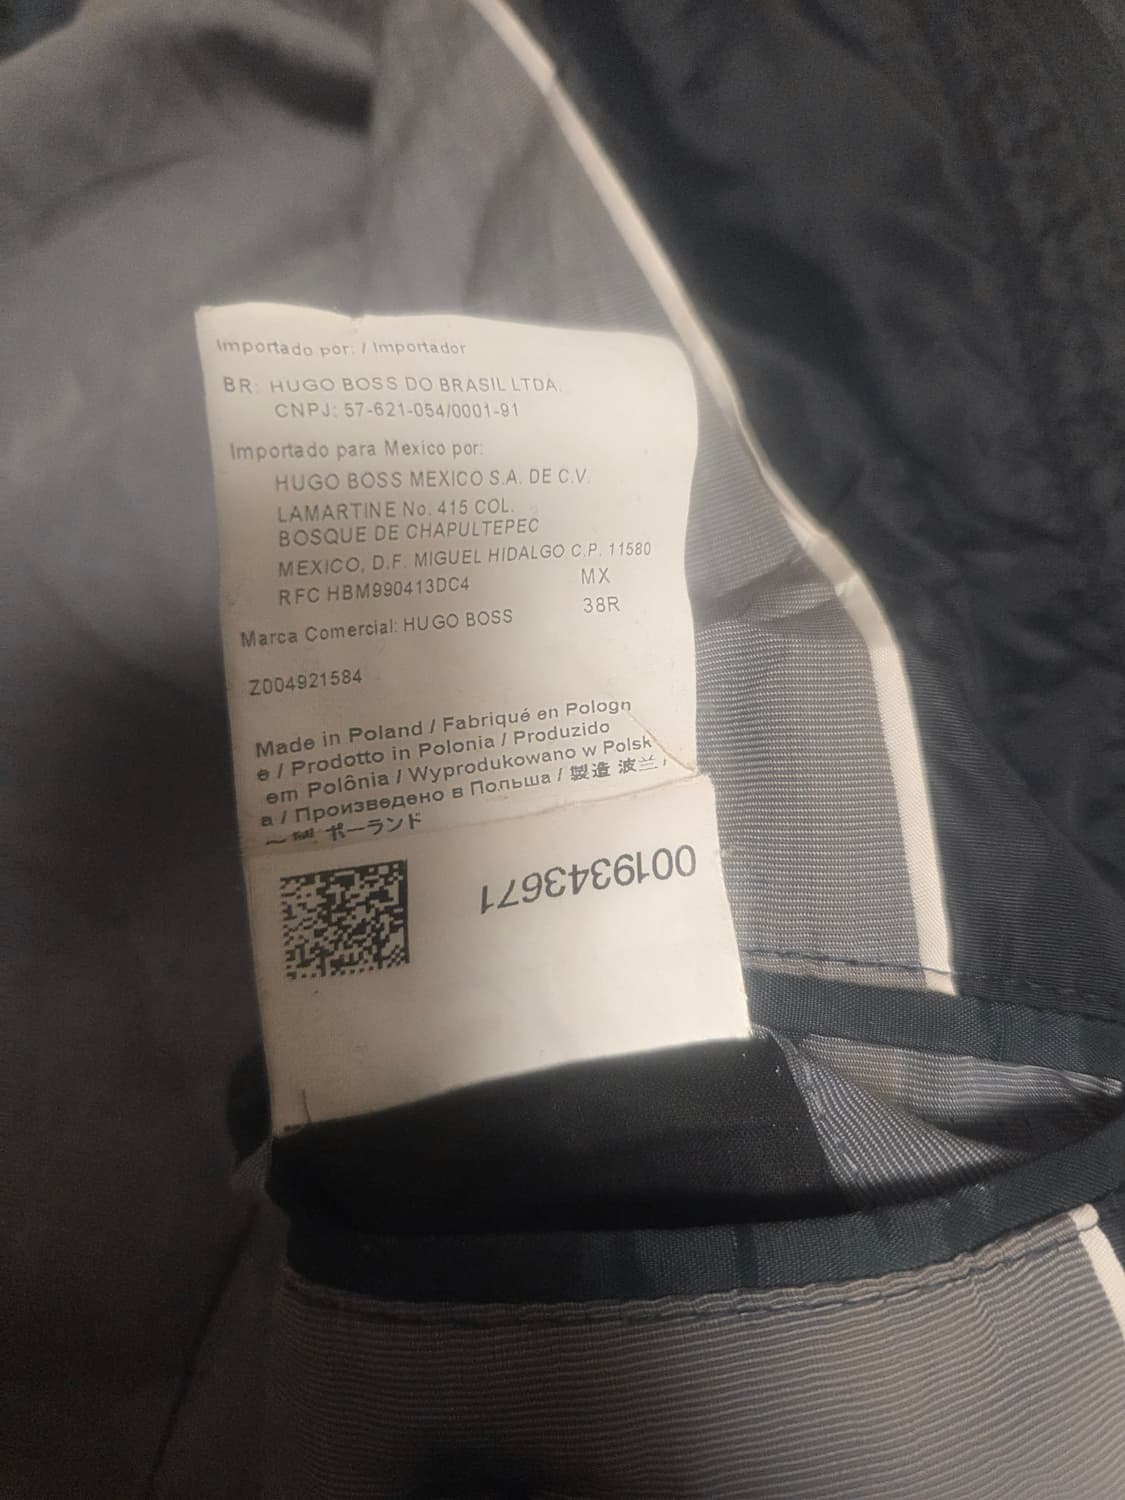 Importado por: / Importador
BR: HUGO BOSS DO BRASIL LTDA.
CNPJ: 57-621-054/0001-91
Importado para Mexico por:
HUGO BOSS MEXICO S.A. DE C.V.
LAMARTINE No. 415 COL.
BOSQUE DE CHAPULTEPEC
MEXICO, D.F. MIGUEL HIDALGO C.P. 11580
RFC HBM990413DC4 MX
Marca Comercial: HUGO BOSS 38R
Z004921584
Made in Poland / Fabriqué en Pologn
e / Prodotto in Polonia / Produzido
em Polônia / Wyprodukowano w Polsk
a / Произведено в Польша / 製造 波兰 /
ポーランド
0019343671